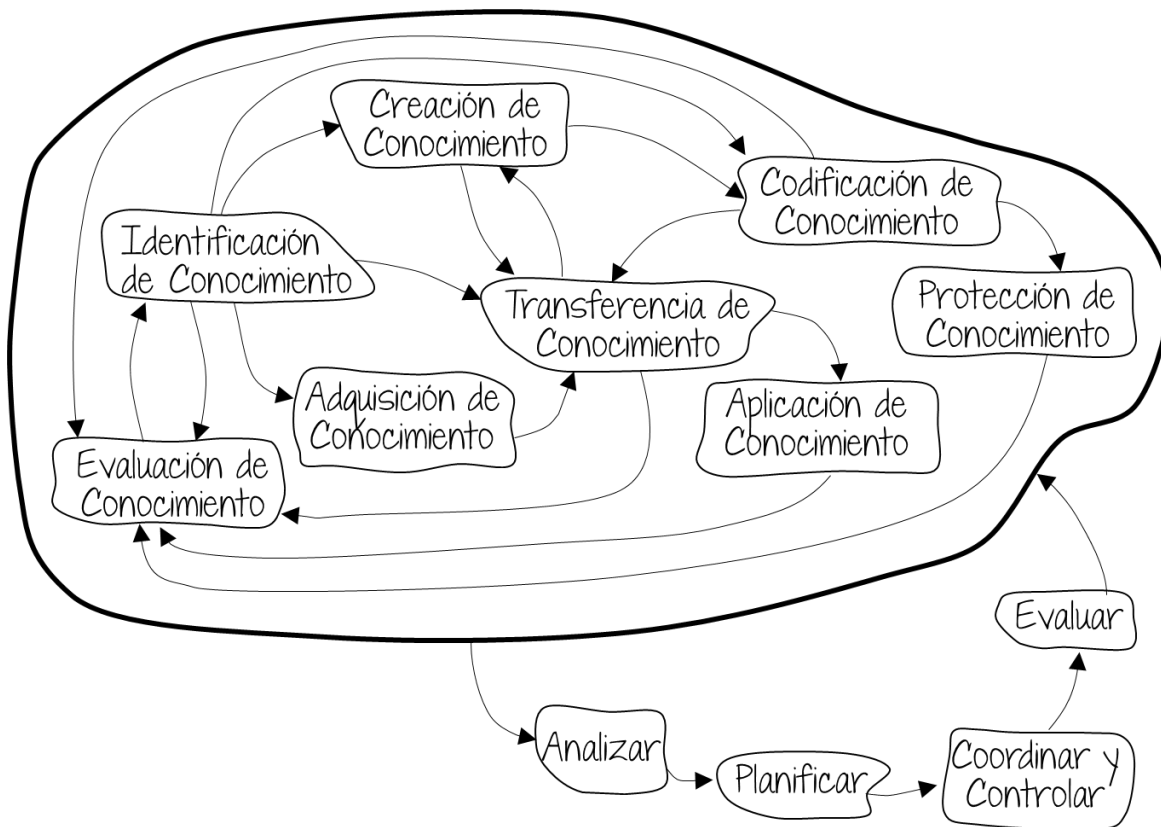 Creación de
Conocimiento
Codificación de
Conocimiento
Identificación
de Conocimiento
Transferencia de
Conocimiento
Protección de
Conocimiento
Adquisición de
Conocimiento
Aplicación de
Conocimiento
Evaluación de
Conocimiento
Evaluar
Analizar
Planificar
Coordinar y
Controlar